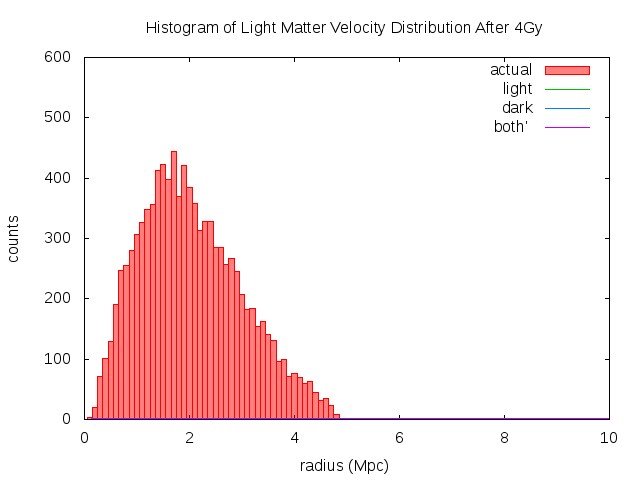 Histogram of Light Matter Velocity Distribution After 4Gy
600
500
400
300
200
100
0
counts
actual
light
dark
both'
0 2 4 6 8 10
radius (Mpc)